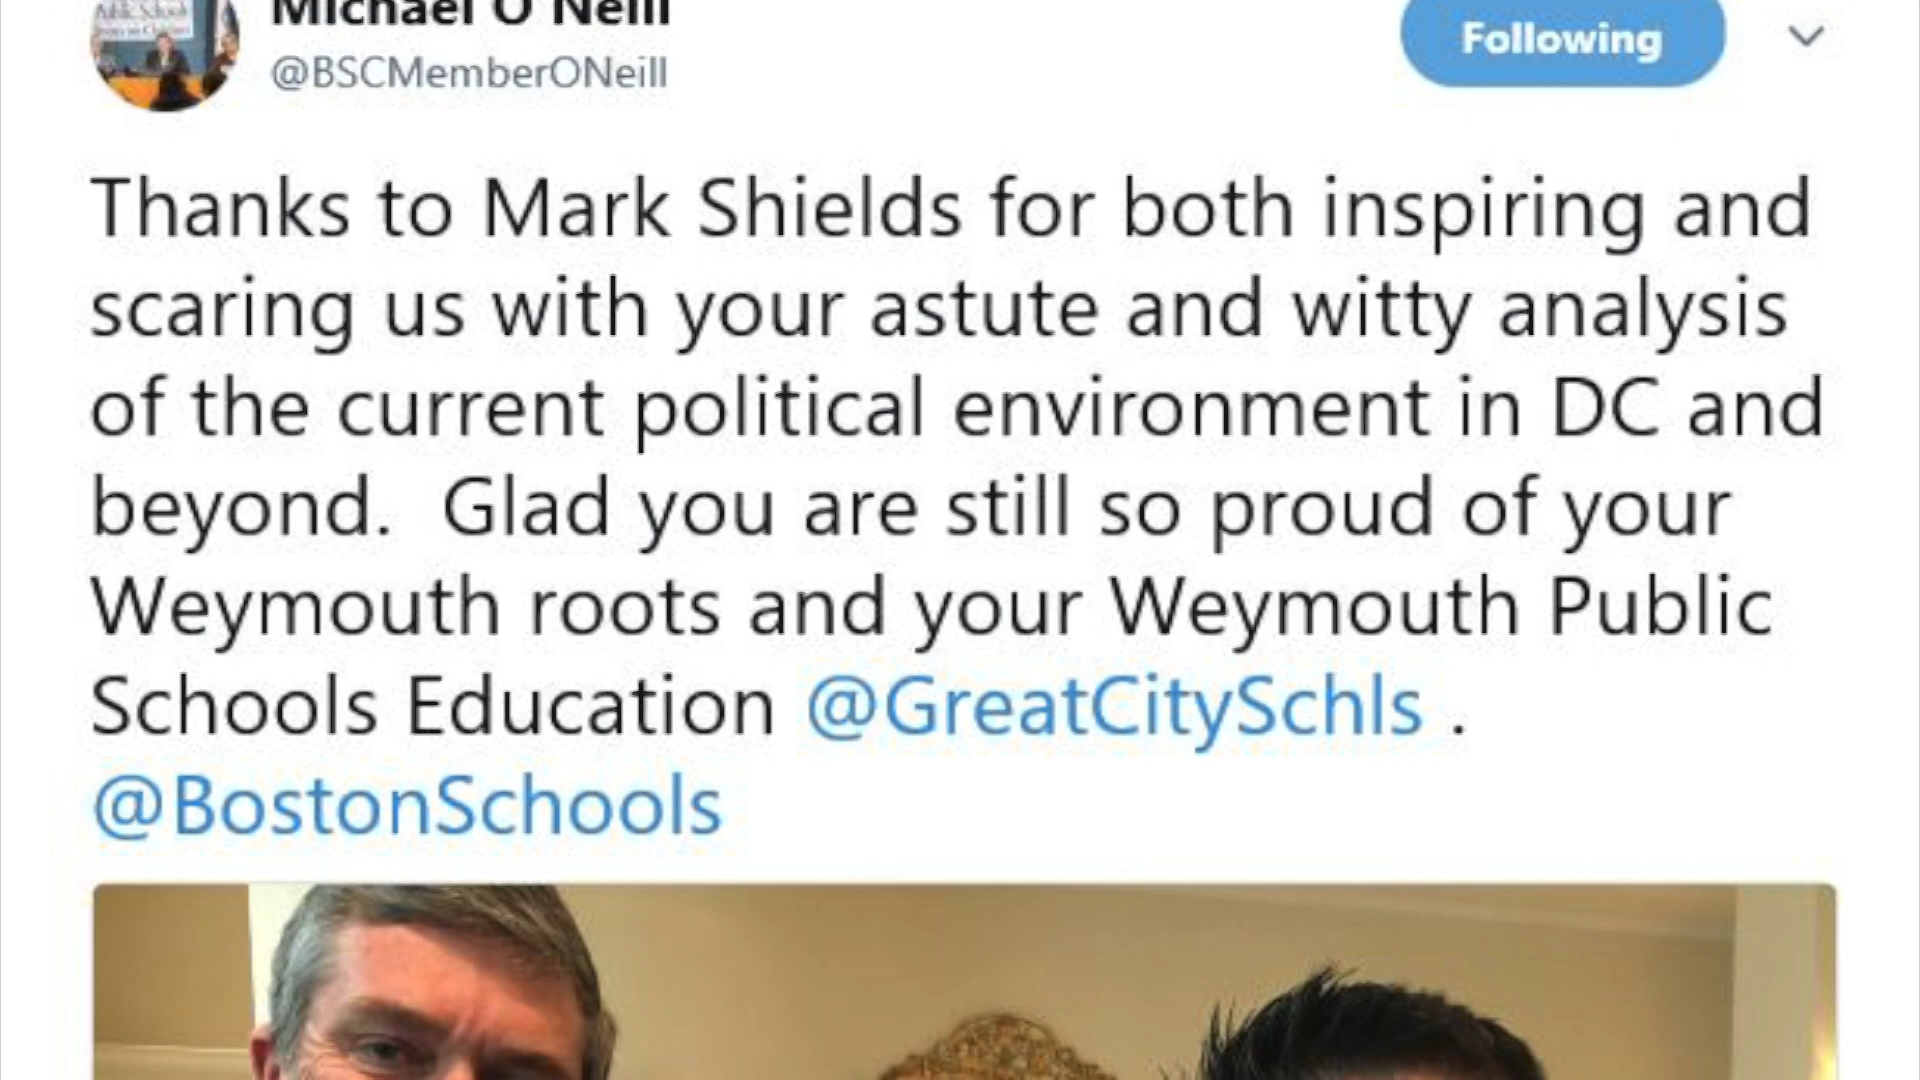 Michael O'Neill
@BSCMemberONeill
Following
Thanks to Mark Shields for both inspiring and
scaring us with your astute and witty analysis
of the current political environment in DC and
beyond.  Glad you are still so proud of your
Weymouth roots and your Weymouth Public
Schools Education @GreatCitySchls .
@BostonSchools